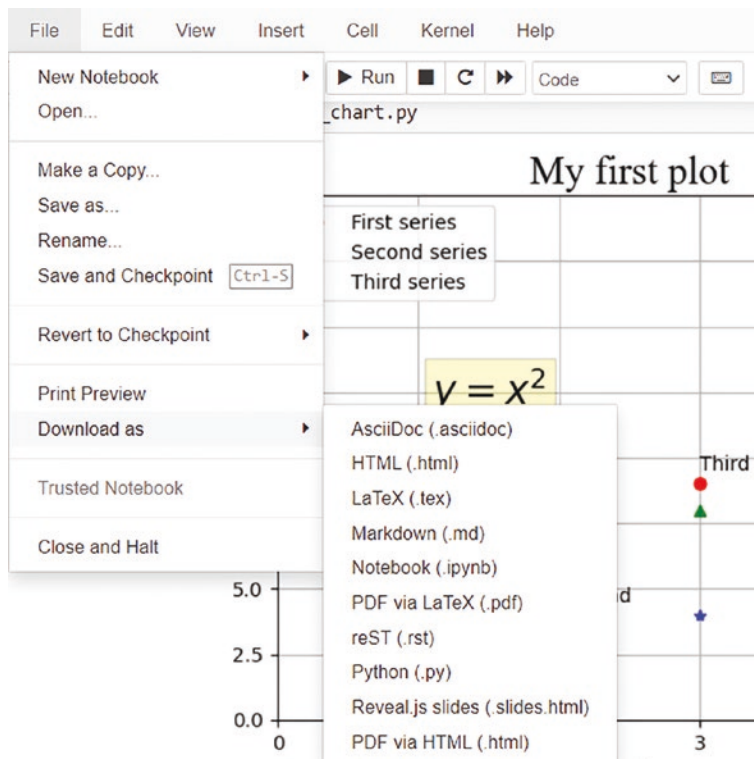 File Edit View Insert Cell Kernel Help
New Notebook
Open...
Make a Copy...
Save as...
Rename...
Save and Checkpoint Ctrl-S
Revert to Checkpoint
Print Preview
Download as
Trusted Notebook
Close and Halt
Run Code
_chart.py
My first plot
First series
Second series
Third series
y = x²
AsciiDoc (.asciidoc)
HTML (.html)
LaTeX (.tex)
Markdown (.md)
Notebook (.ipynb)
PDF via LaTeX (.pdf)
reST (.rst)
Python (.py)
Reveal.js slides (.slides.html)
PDF via HTML (.html)
Third
5.0
2.5
0.0
0 3